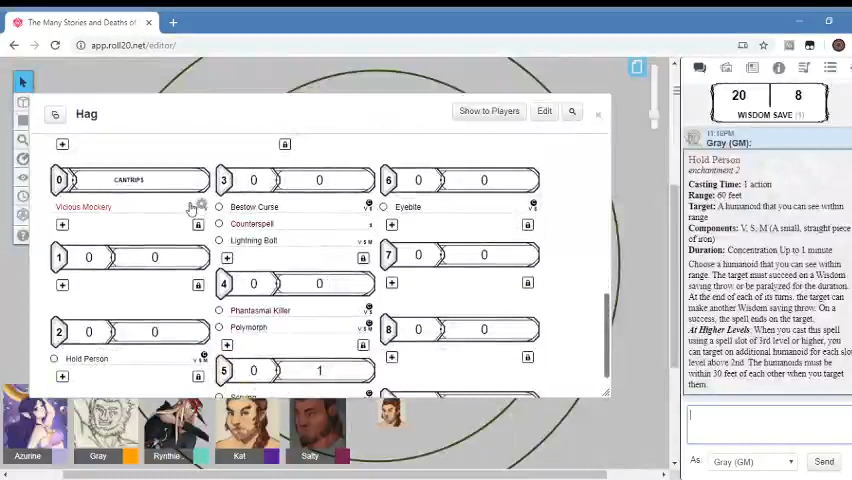 The Many Stories and Deaths of
app.roll20.net/editor/
Hag
Show to Players
Edit
0
CANTRIPS
Vicious Mockery
1
0
0
2
0
0
Hold Person
V S M
3
0
0
Bestow Curse
V S
Counterspell
S
Lightning Bolt
V S M
4
0
0
Phantasmal Killer
Polymorph
V S M
5
0
1
6
0
0
Eyebite
V S
7
0
0
8
0
0
Azurine
Gray
Rynthie
Kat
Salty
20
8
WISDOM SAVE (1)
11:16PM
Gray (GM):
Hold Person
enchantment 2
Casting Time: 1 action
Range: 60 feet
Target: A humanoid that you can see within
range
Components: V, S, M (A small, straight piece
of iron)
Duration: Concentration Up to 1 minute
Choose a humanoid that you can see within
range. The target must succeed on a Wisdom
saving throw or be paralyzed for the duration.
At the end of each of its turns, the target can
make another Wisdom saving throw. On a
success, the spell ends on the target.
At Higher Levels: When you cast this spell
using a spell slot of 3rd level or higher, you
can target on additional humanoid for each slot
level above 2nd. The humanoids must be
within 30 feet of each other when you target
them.
As:
Gray (GM)
Send